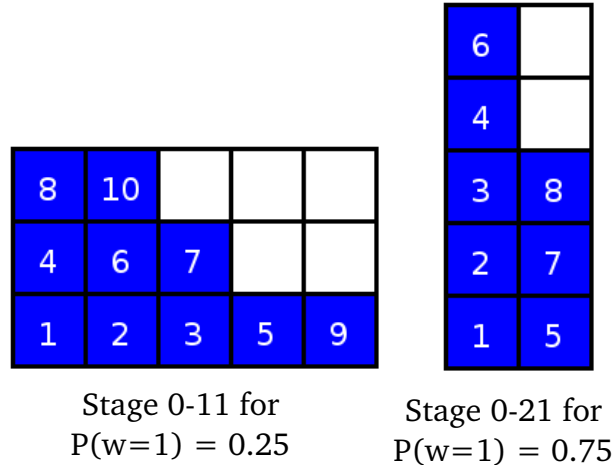 6
4
8 10
3 8
4 6 7
2 7
1 2 3 5 9
1 5
Stage 0-11 for
P(w=1) = 0.25
Stage 0-21 for
P(w=1) = 0.75